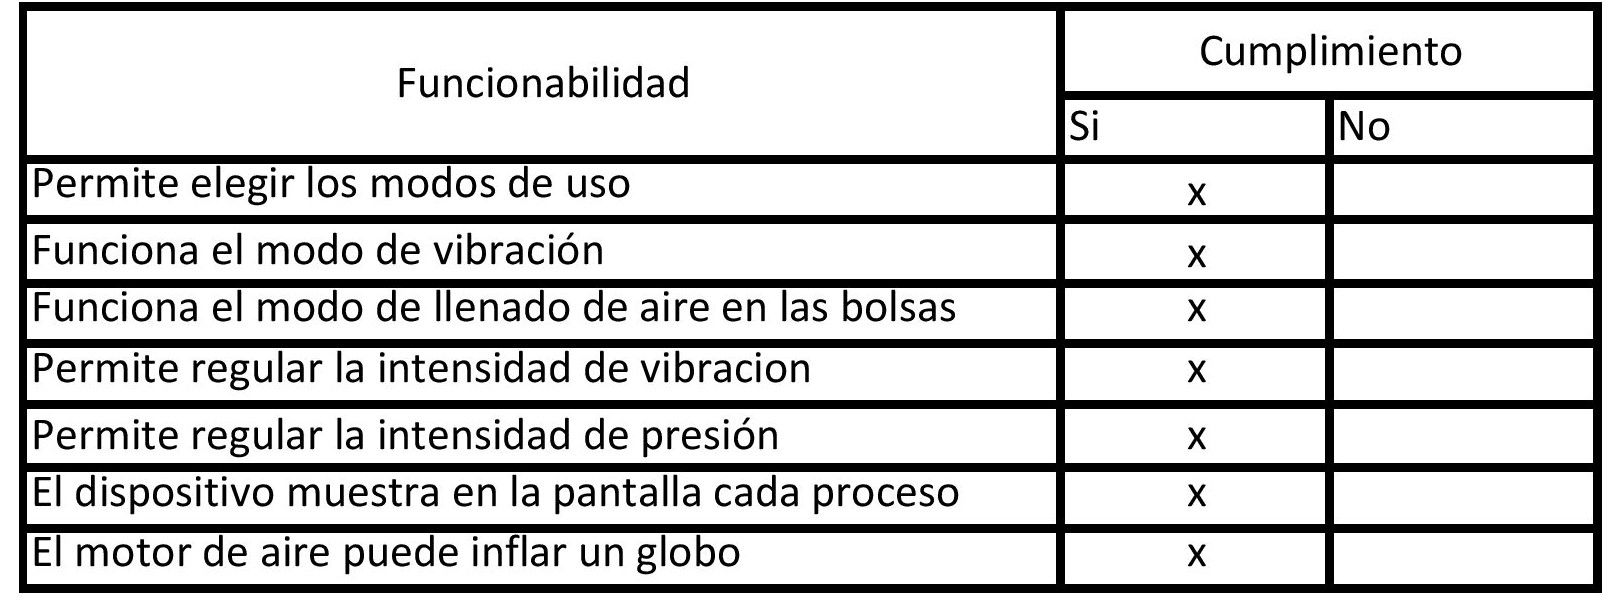 Funcionabilidad
Cumplimiento
Si
No
Permite elegir los modos de uso
x
Funciona el modo de vibración
x
Funciona el modo de llenado de aire en las bolsas
x
Permite regular la intensidad de vibracion
x
Permite regular la intensidad de presión
x
El dispositivo muestra en la pantalla cada proceso
x
El motor de aire puede inflar un globo
x